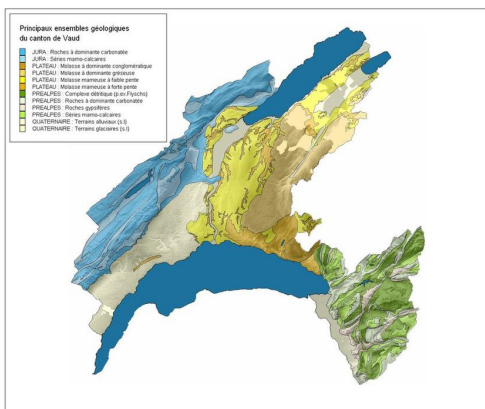 Principaux ensembles géologiques
du canton de Vaud
JURA : Roches à dominante carbonatée
JURA : Séries marno-calcaires
PLATEAU : Molasse à dominante conglomératique
PLATEAU : Molasse à dominante gréseuse
PLATEAU : Molasse marneuse à faible pente
PLATEAU : Molasse marneuse à forte pente
PREALPES : Complexe détritique (p.ex.Flyschs)
PREALPES : Roches à dominante carbonatée
PREALPES : Roches gypsifères
PREALPES : Séries marno-calcaires
QUATERNAIRE : Terrains alluviaux (s.l)
QUATERNAIRE : Terrains glaciaires (s.l)